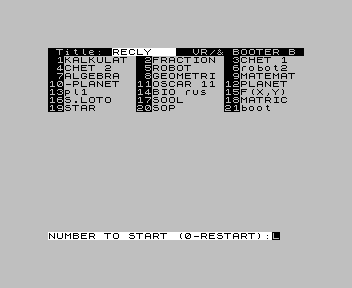 Title: RECLY VR/& BOOTER B
1KALKULAT 2FRACTION 3CHET 1
4CHET 2 5ROBOT 6robot2
7ALGEBRA 8GEOMETRI 9MATEMAT
10-PLANET 11OSCAR 11 12PLANET
13pl1 14BIO rus 15F(X,Y)
16S.LOTO 17SOOL 18MATRIC
19STAR 20SOP 21boot
NUMBER TO START (0-RESTART):L